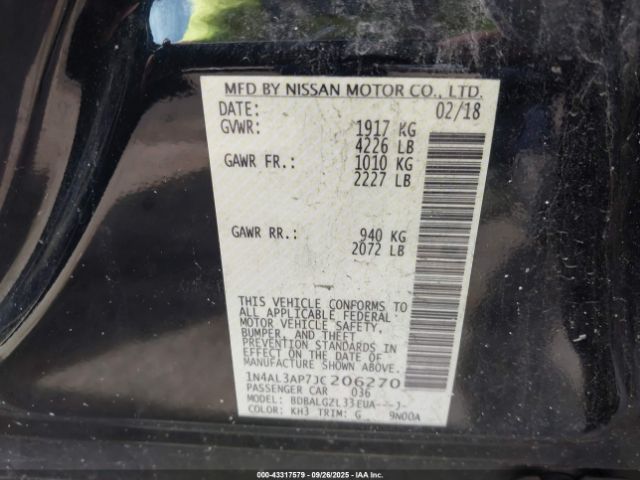 MFD BY NISSAN MOTOR CO., LTD.
DATE: 02/18
GVWR: 1917 KG
4226 LB
GAWR FR.: 1010 KG
2227 LB
GAWR RR.: 940 KG
2072 LB
THIS VEHICLE CONFORMS TO
ALL APPLICABLE FEDERAL
MOTOR VEHICLE SAFETY,
BUMPER, AND THEFT
PREVENTION STANDARDS IN
EFFECT ON THE DATE OF
MANUFACTURE SHOWN ABOVE.
1N4AL3AP7JC206270
PASSENGER CAR 036
MODEL: BDBALGZL33EUA---J-
COLOR: KH3 TRIM: G 9N00A
000-43317579 - 09/26/2025 - IAAI.COM